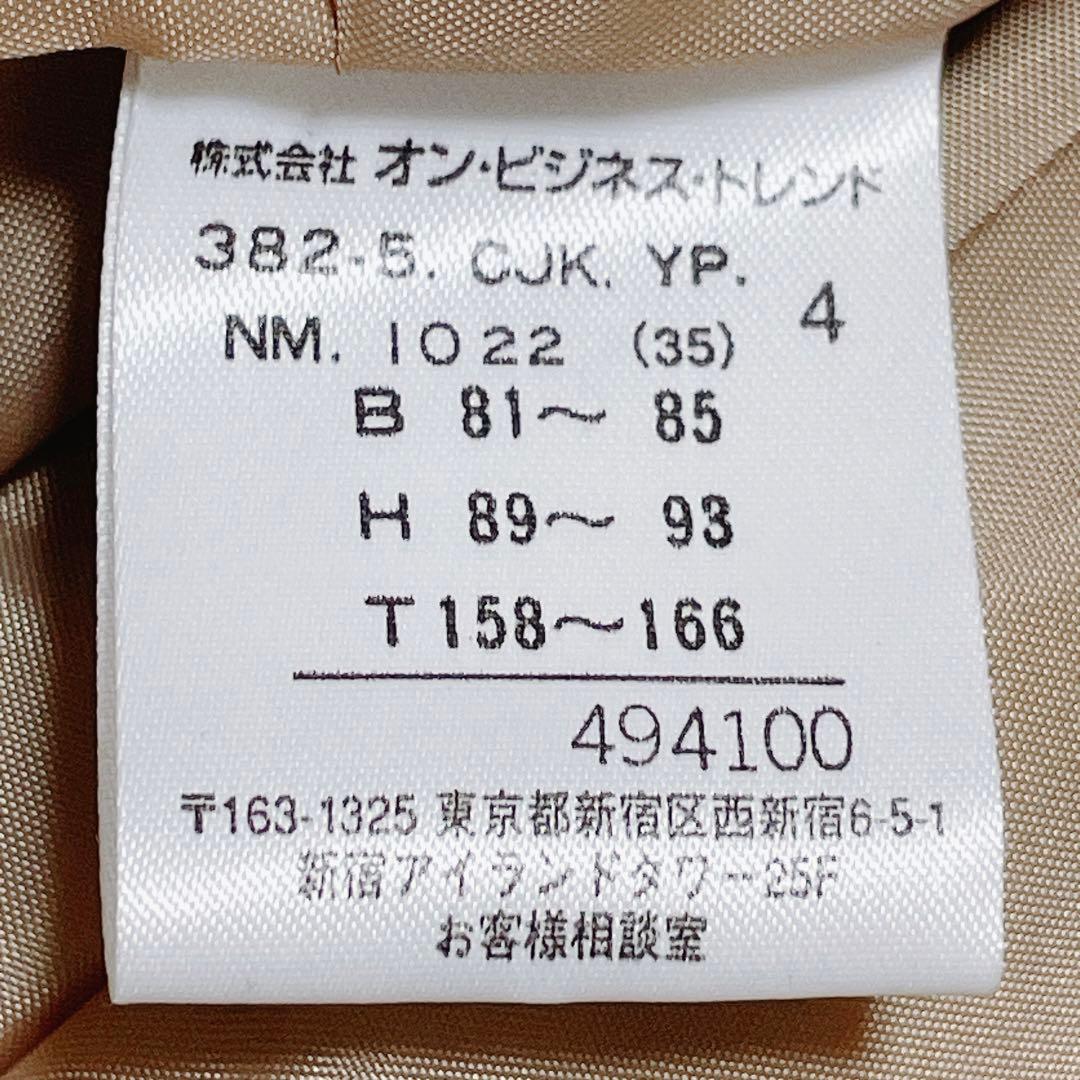 株式会社 オン・ビジネス・トレンド
382-5. CJK. YP.
4
NM. 1022 (35)
B 81〜 85
H 89〜 93
T 158〜166
494100
〒163-1325 東京都新宿区西新宿6-5-1
新宿アイランドタワー25F
お客様相談室